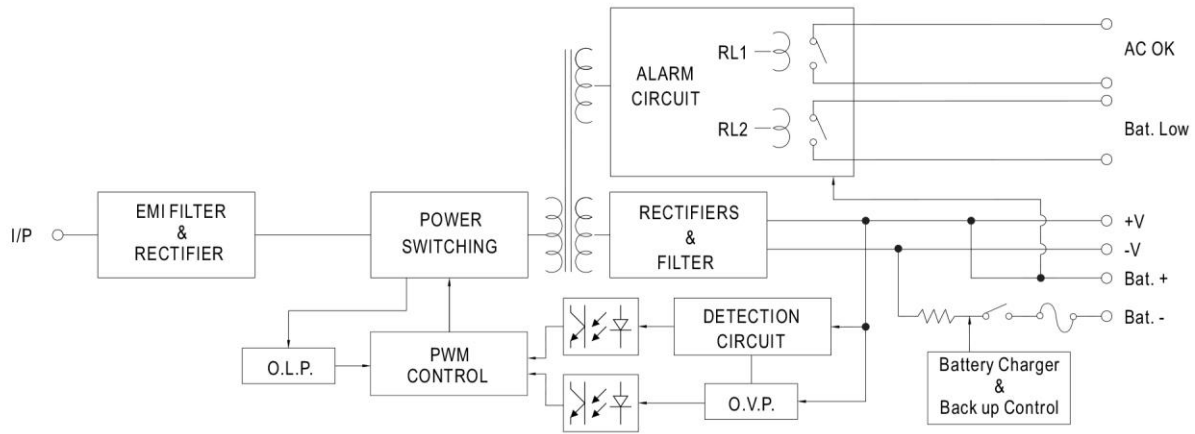 RL1
ALARM
CIRCUIT
RL2
AC OK
Bat. Low
I/P
EMI FILTER
&
RECTIFIER
POWER
SWITCHING
RECTIFIERS
&
FILTER
+V
-V
Bat. +
Bat. -
O.L.P.
PWM
CONTROL
DETECTION
CIRCUIT
O.V.P.
Battery Charger
&
Back up Control